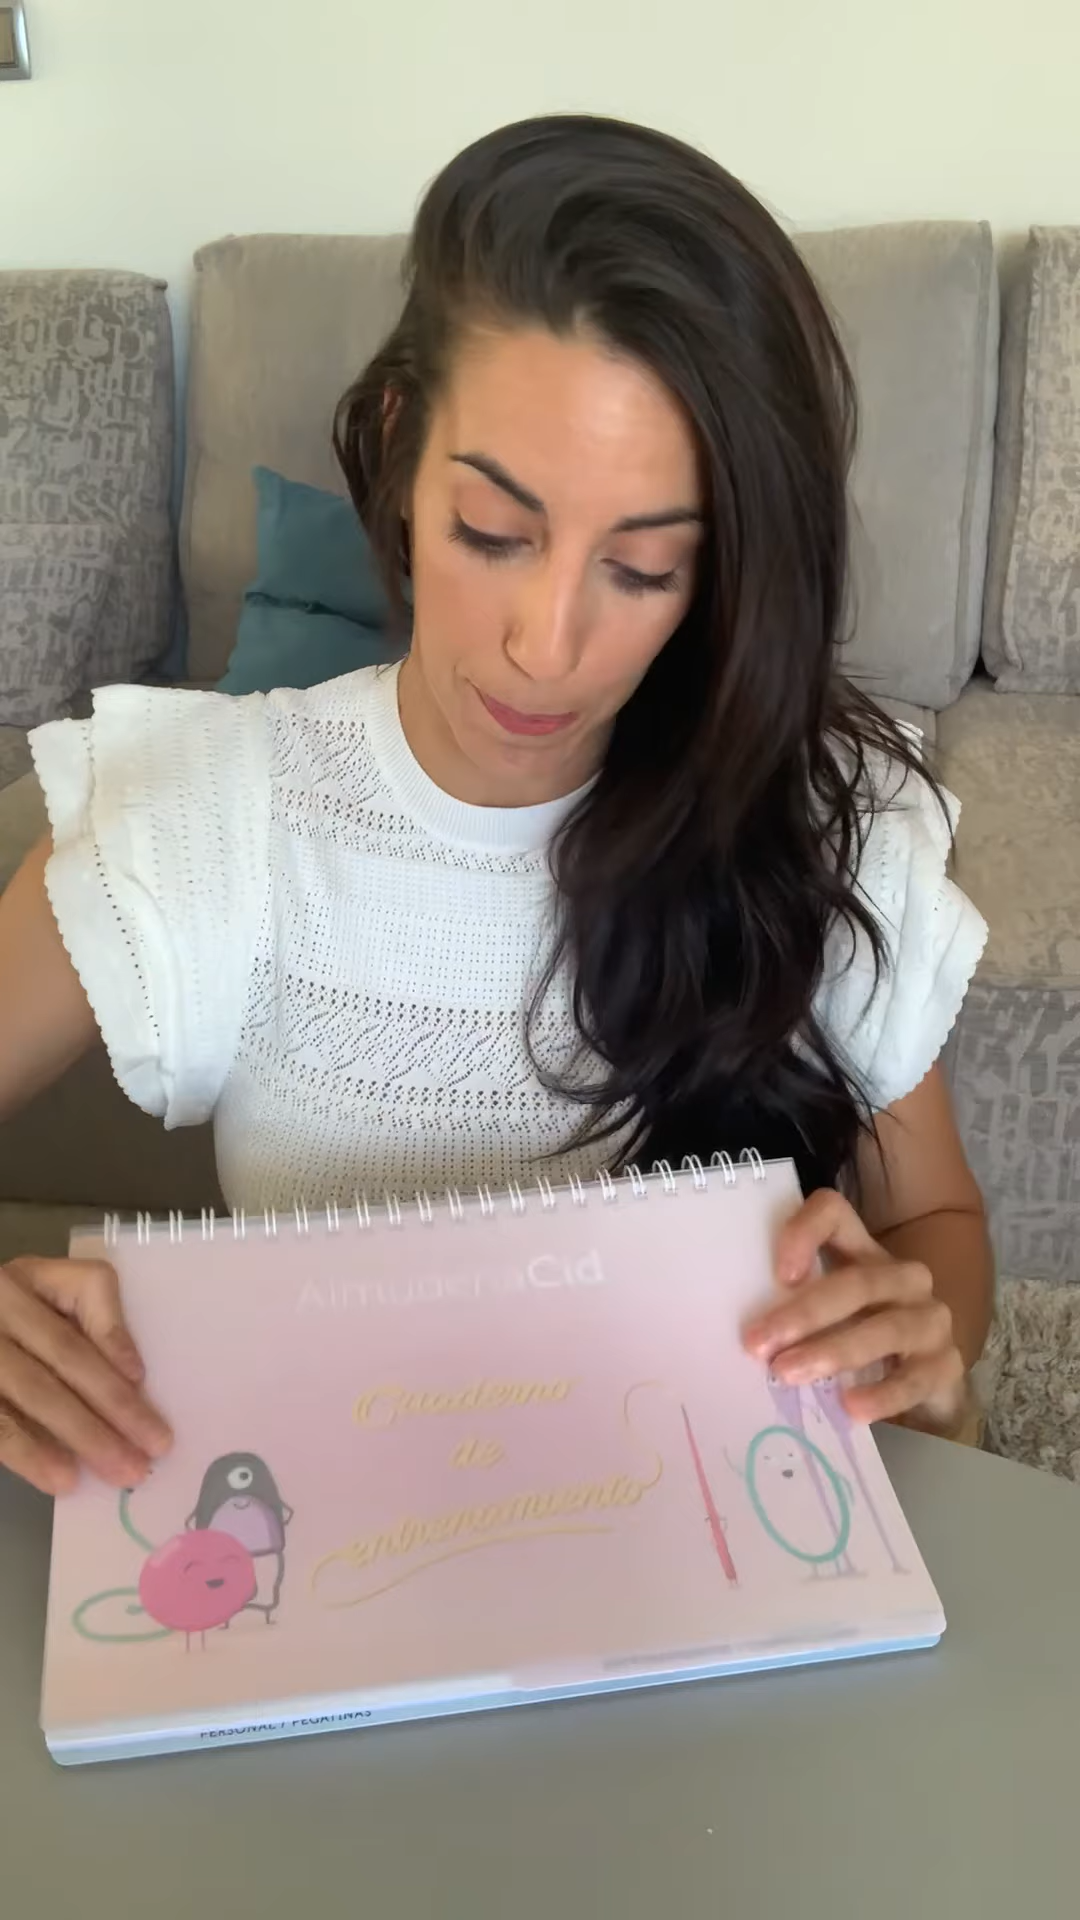 AlmudenaCid
Cuaderno
de
entrenamiento
PERSONAL / PEGATINAS